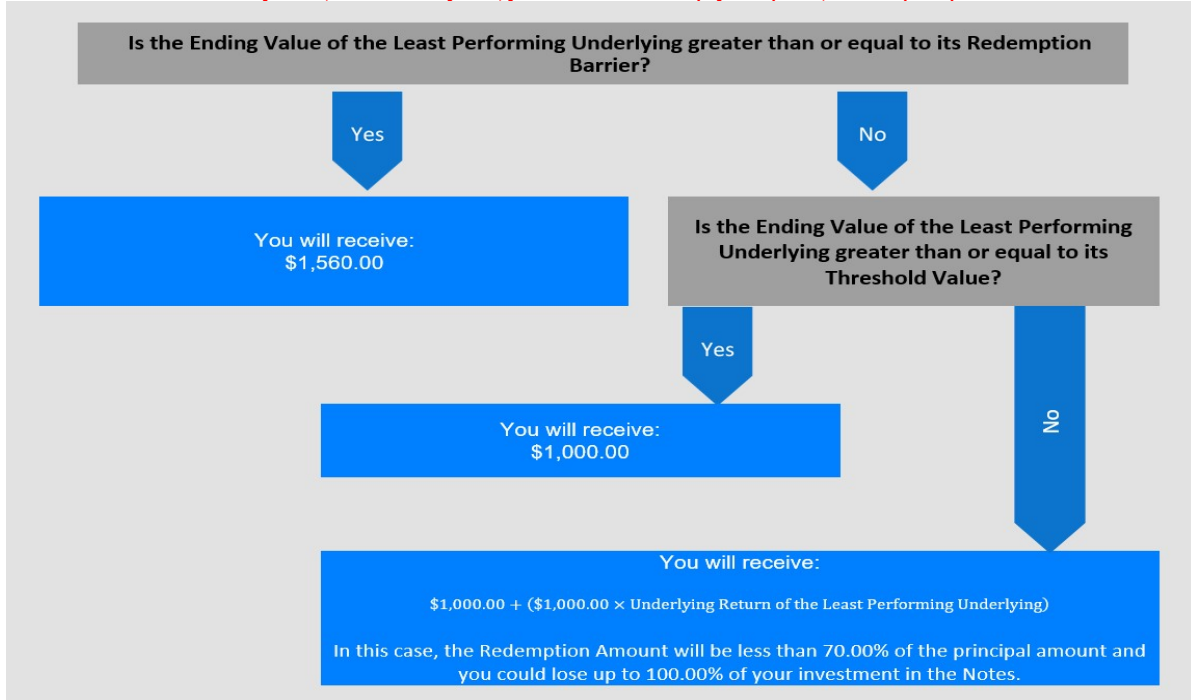 Is the Ending Value of the Least Performing Underlying greater than or equal to its Redemption
Barrier?
Yes
No
You will receive:
$1,560.00
Is the Ending Value of the Least Performing
Underlying greater than or equal to its
Threshold Value?
Yes
No
You will receive:
$1,000.00
You will receive:
$1,000.00 + ($1,000.00 × Underlying Return of the Least Performing Underlying)
In this case, the Redemption Amount will be less than 70.00% of the principal amount and
you could lose up to 100.00% of your investment in the Notes.